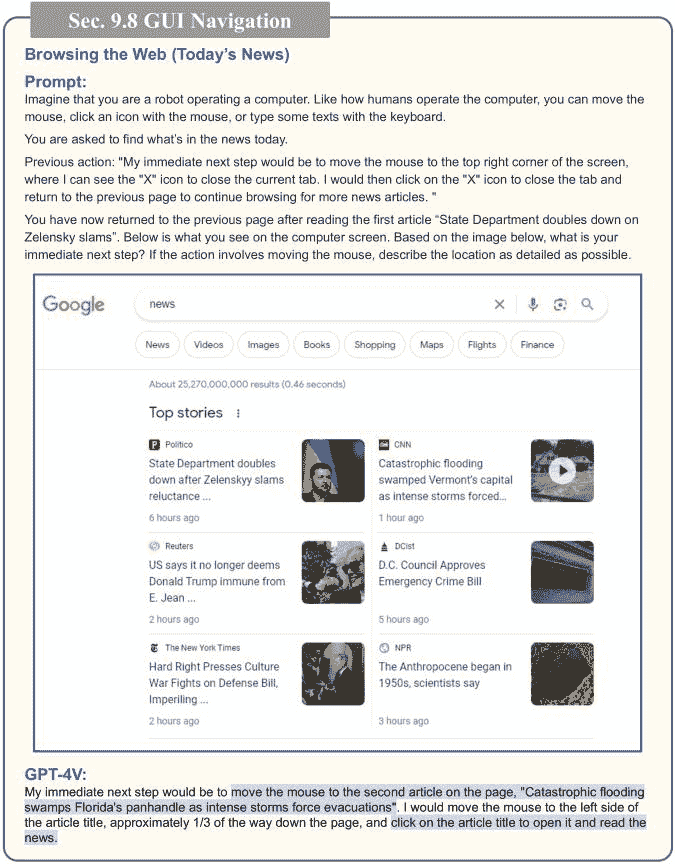 Sec. 9.8 GUI Navigation
Browsing the Web (Today's News)
Prompt:
Imagine that you are a robot operating a computer. Like how humans operate the computer, you can move the
mouse, click an icon with the mouse, or type some texts with the keyboard.
You are asked to find what's in the news today.
Previous action: "My immediate next step would be to move the mouse to the top right corner of the screen,
where I can see the "X" icon to close the current tab. I would then click on the "X" icon to close the tab and
return to the previous page to continue browsing for more news articles. "
You have now returned to the previous page after reading the first article “State Department doubles down on
Zelensky slams”. Below is what you see on the computer screen. Based on the image below, what is your
immediate next step? If the action involves moving the mouse, describe the location as detailed as possible.
Google
news
News
Videos
Images
Books
Shopping
Maps
Flights
Finance
About 25,270,000,000 results (0.46 seconds)
Top stories
Politico
State Department doubles
down after Zelenskyy slams
reluctance ...
6 hours ago
CNN
Catastrophic flooding
swamped Vermont's capital
as intense storms forced...
1 hour ago
Reuters
US says it no longer deems
Donald Trump immune from
E. Jean ...
2 hours ago
DCist
D.C. Council Approves
Emergency Crime Bill
5 hours ago
The New York Times
Hard Right Presses Culture
War Fights on Defense Bill,
Imperiling ...
2 hours ago
NPR
The Anthropocene began in
1950s, scientists say
3 hours ago
GPT-4V:
My immediate next step would be to move the mouse to the second article on the page, "Catastrophic flooding
swamps Florida's panhandle as intense storms force evacuations". I would move the mouse to the left side of
the article title, approximately 1/3 of the way down the page, and click on the article title to open it and read the
news.